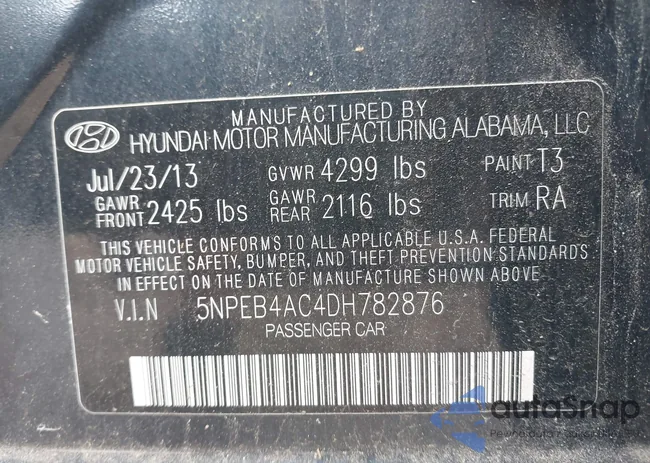 MANUFACTURED BY
HYUNDAI MOTOR MANUFACTURING ALABAMA, LLC
Jul/23/13 GVWR 4299 lbs PAINT T3
GAWR FRONT 2425 lbs GAWR REAR 2116 lbs TRIM RA
THIS VEHICLE CONFORMS TO ALL APPLICABLE U.S.A. FEDERAL
MOTOR VEHICLE SAFETY, BUMPER, AND THEFT PREVENTION STANDARDS
IN EFFECT ON THE DATE OF MANUFACTURE SHOWN ABOVE
V.I.N 5NPEB4AC4DH782876
PASSENGER CAR
autoSnap